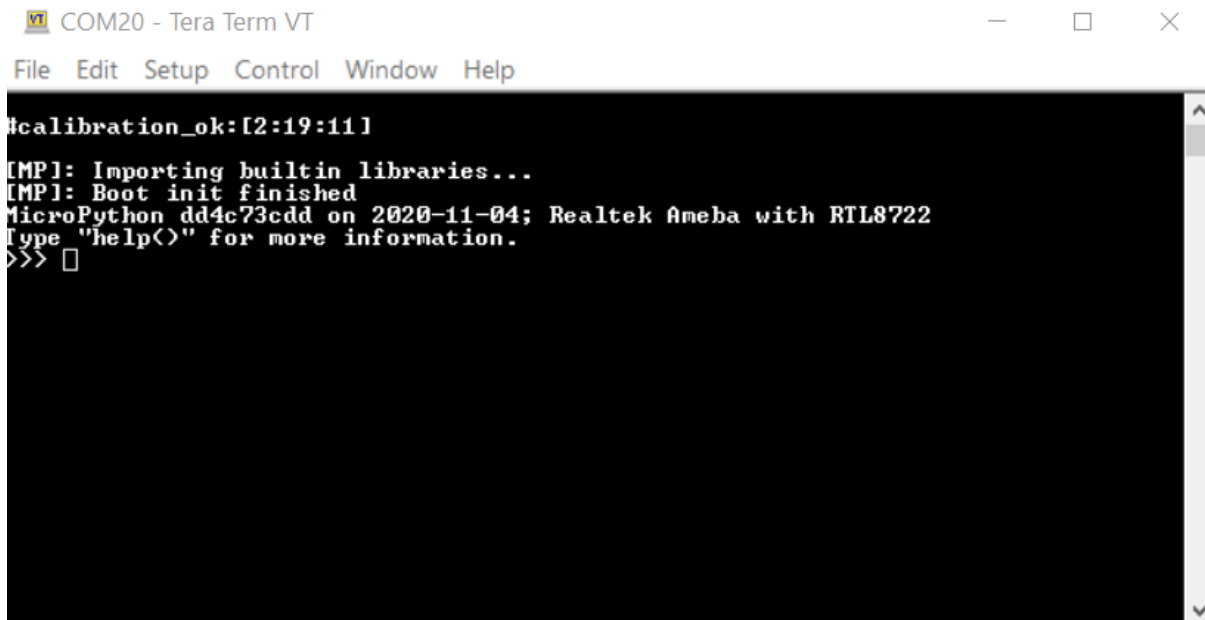 COM20 - Tera Term VT
File Edit Setup Control Window Help
#calibration_ok:[2:19:11]
[MP]: Importing builtin libraries...
[MP]: Boot init finished
MicroPython dd4c73cdd on 2020-11-04; Realtek Ameba with RTL8722
Type "help()" for more information.
>>>